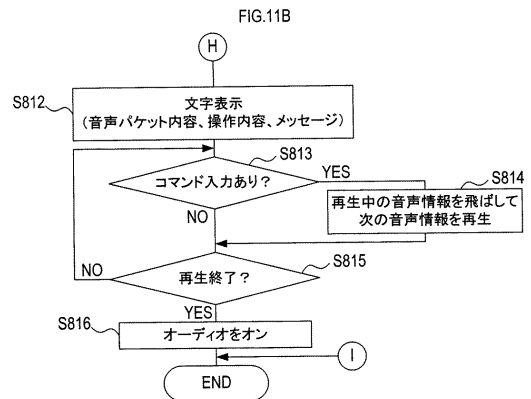 FIG.11B
H
S812
文字表示
(音声パケット内容、操作内容、メッセージ)
S813
コマンド入力あり?
YES
S814
再生中の音声情報を飛ばして
次の音声情報を再生
NO
S815
再生終了?
NO
YES
S816
オーディオをオン
I
END